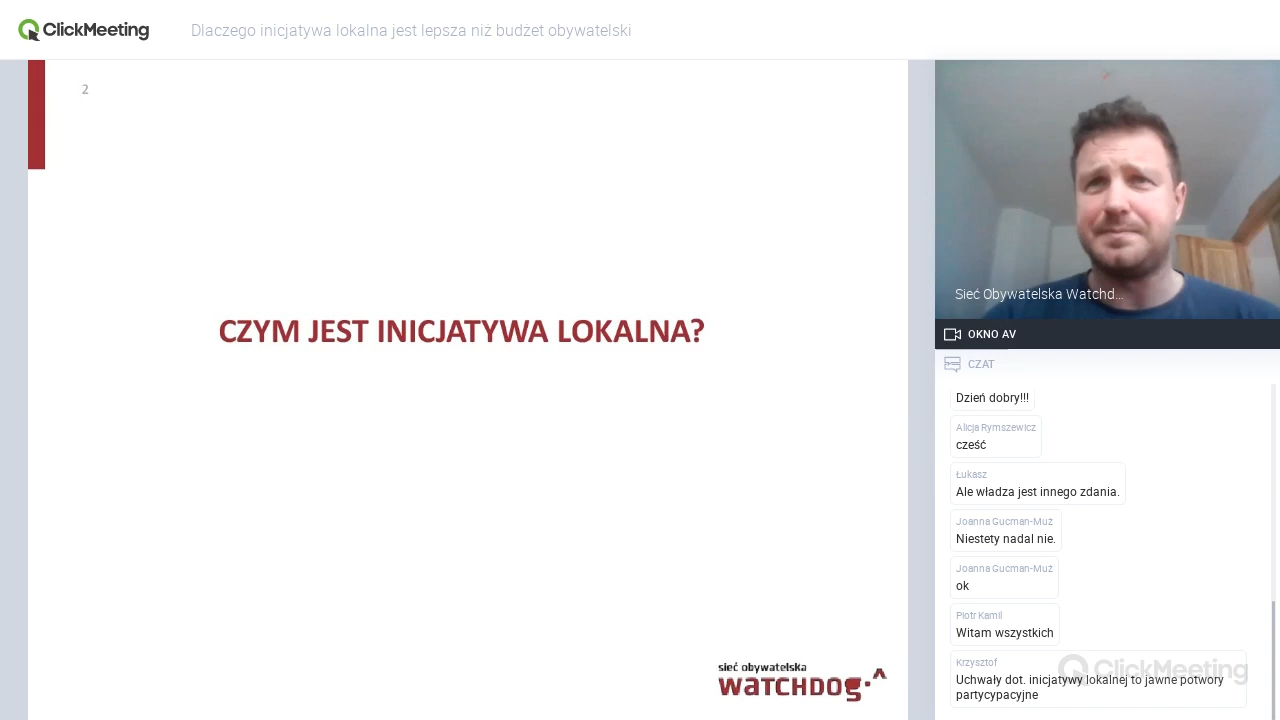 ClickMeeting
Dlaczego inicjatywa lokalna jest lepsza niż budżet obywatelski
2
CZYM JEST INICJATYWA LOKALNA?
sieć obywatelska
WATCHDOG
Sieć Obywatelska Watchd...
OKNO AV
CZAT
Dzień dobry!!!
Alicja Rymszewicz
cześć
Łukasz
Ale władza jest innego zdania.
Joanna Gucman-Muż
Niestety nadal nie.
Joanna Gucman-Muż
ok
Piotr Kamil
Witam wszystkich
Krzysztof
ClickMeeting
Uchwały dot. inicjatywy lokalnej to jawne potwory
partycypacyjne